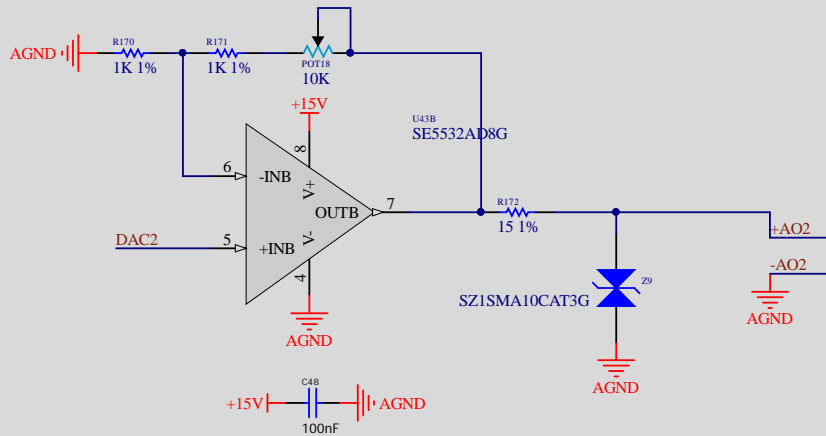 AGND
R170
1K 1%
R171
1K 1%
POT18
10K
+15V
U43B
SE5532AD8G
8
V+
6
-INB
OUTB
7
R172
15 1%
DAC2
5
+INB
V-
4
AGND
+AO2
-AO2
AGND
Z9
SZ1SMA10CAT3G
AGND
C48
+15V
AGND
100nF